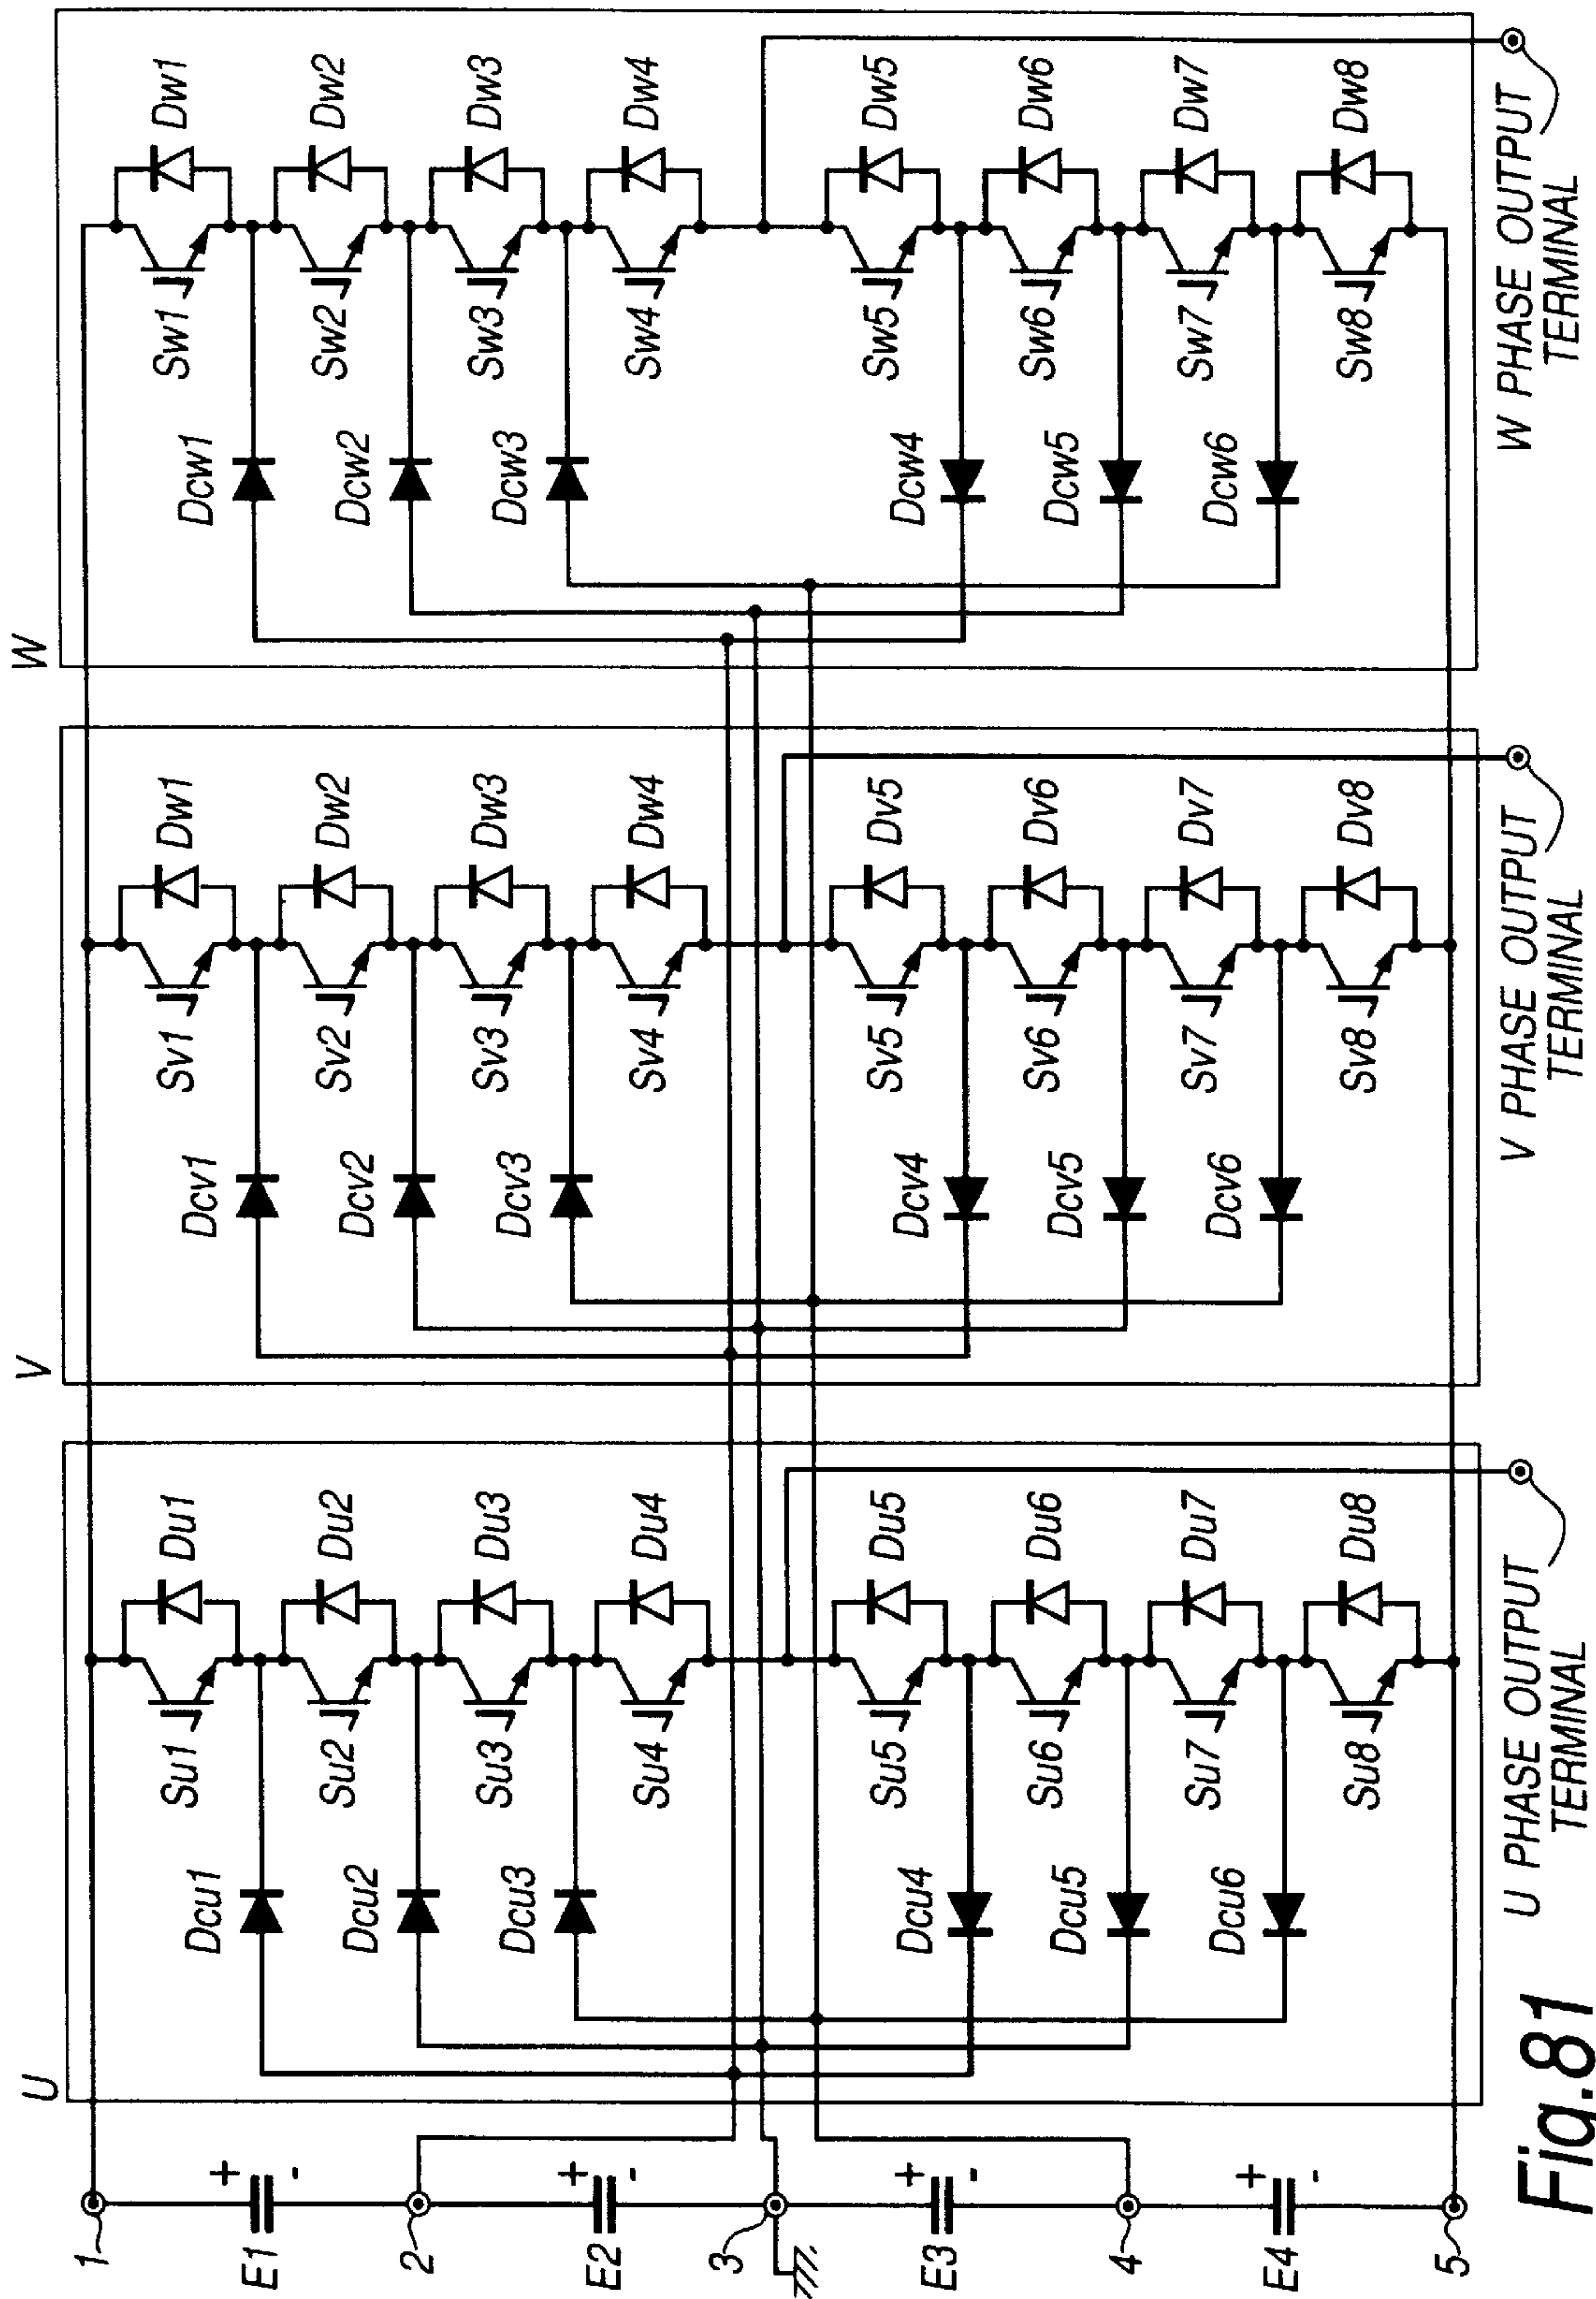 U
V
W
1
E1
2
E2
3
E3
4
E4
5
Su1
Du1
Su2
Du2
Su3
Du3
Su4
Du4
Su5
Du5
Su6
Du6
Su7
Du7
Su8
Du8
Dcu1
Dcu2
Dcu3
Dcu4
Dcu5
Dcu6
Sv1
Dw1
Sv2
Dw2
Sv3
Dw3
Sv4
Dw4
Sv5
Dv5
Sv6
Dv6
Sv7
Dv7
Sv8
Dv8
Dcv1
Dcv2
Dcv3
Dcv4
Dcv5
Dcv6
Sw1
Dw1
Sw2
Dw2
Sw3
Dw3
Sw4
Dw4
Sw5
Dw5
Sw6
Dw6
Sw7
Dw7
Sw8
Dw8
Dcw1
Dcw2
Dcw3
Dcw4
Dcw5
Dcw6
+
-
+
-
+
-
+
-
U PHASE OUTPUT
TERMINAL
V PHASE OUTPUT
TERMINAL
W PHASE OUTPUT
TERMINAL
Fig.81